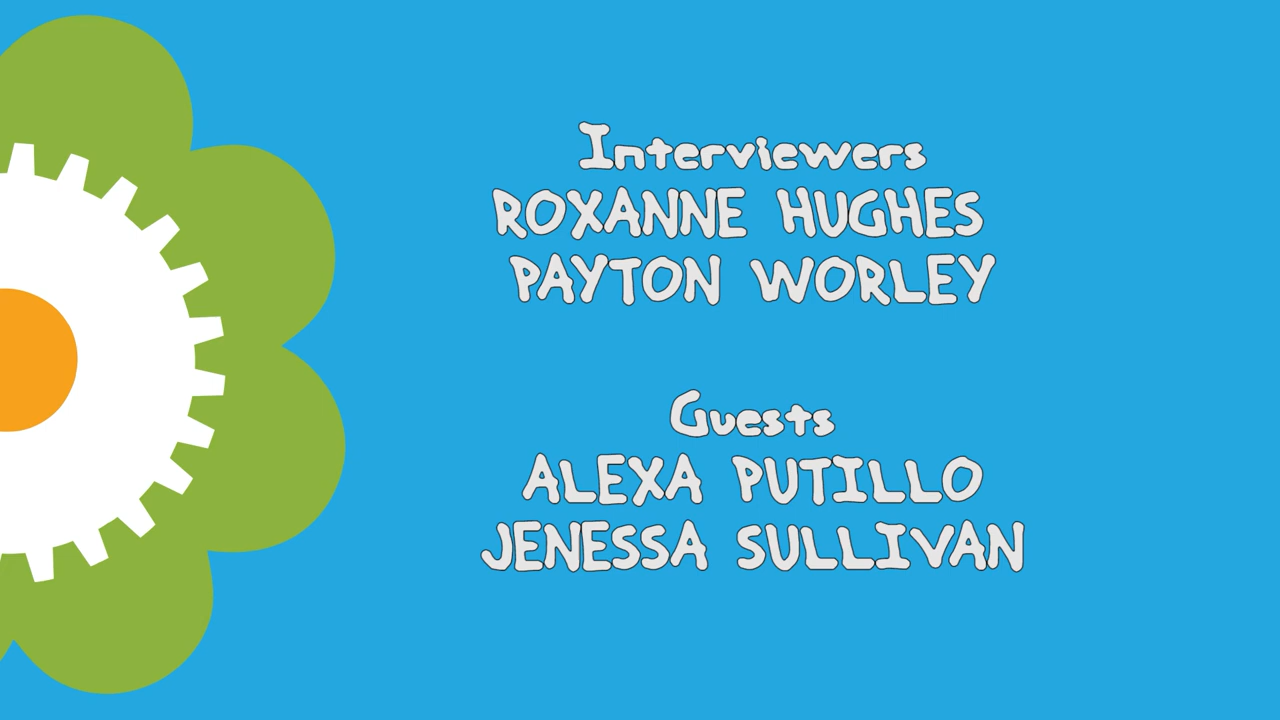 Interviewers
ROXANNE HUGHES
PAYTON WORLEY
Guests
ALEXA PUTILLO
JENESSA SULLIVAN